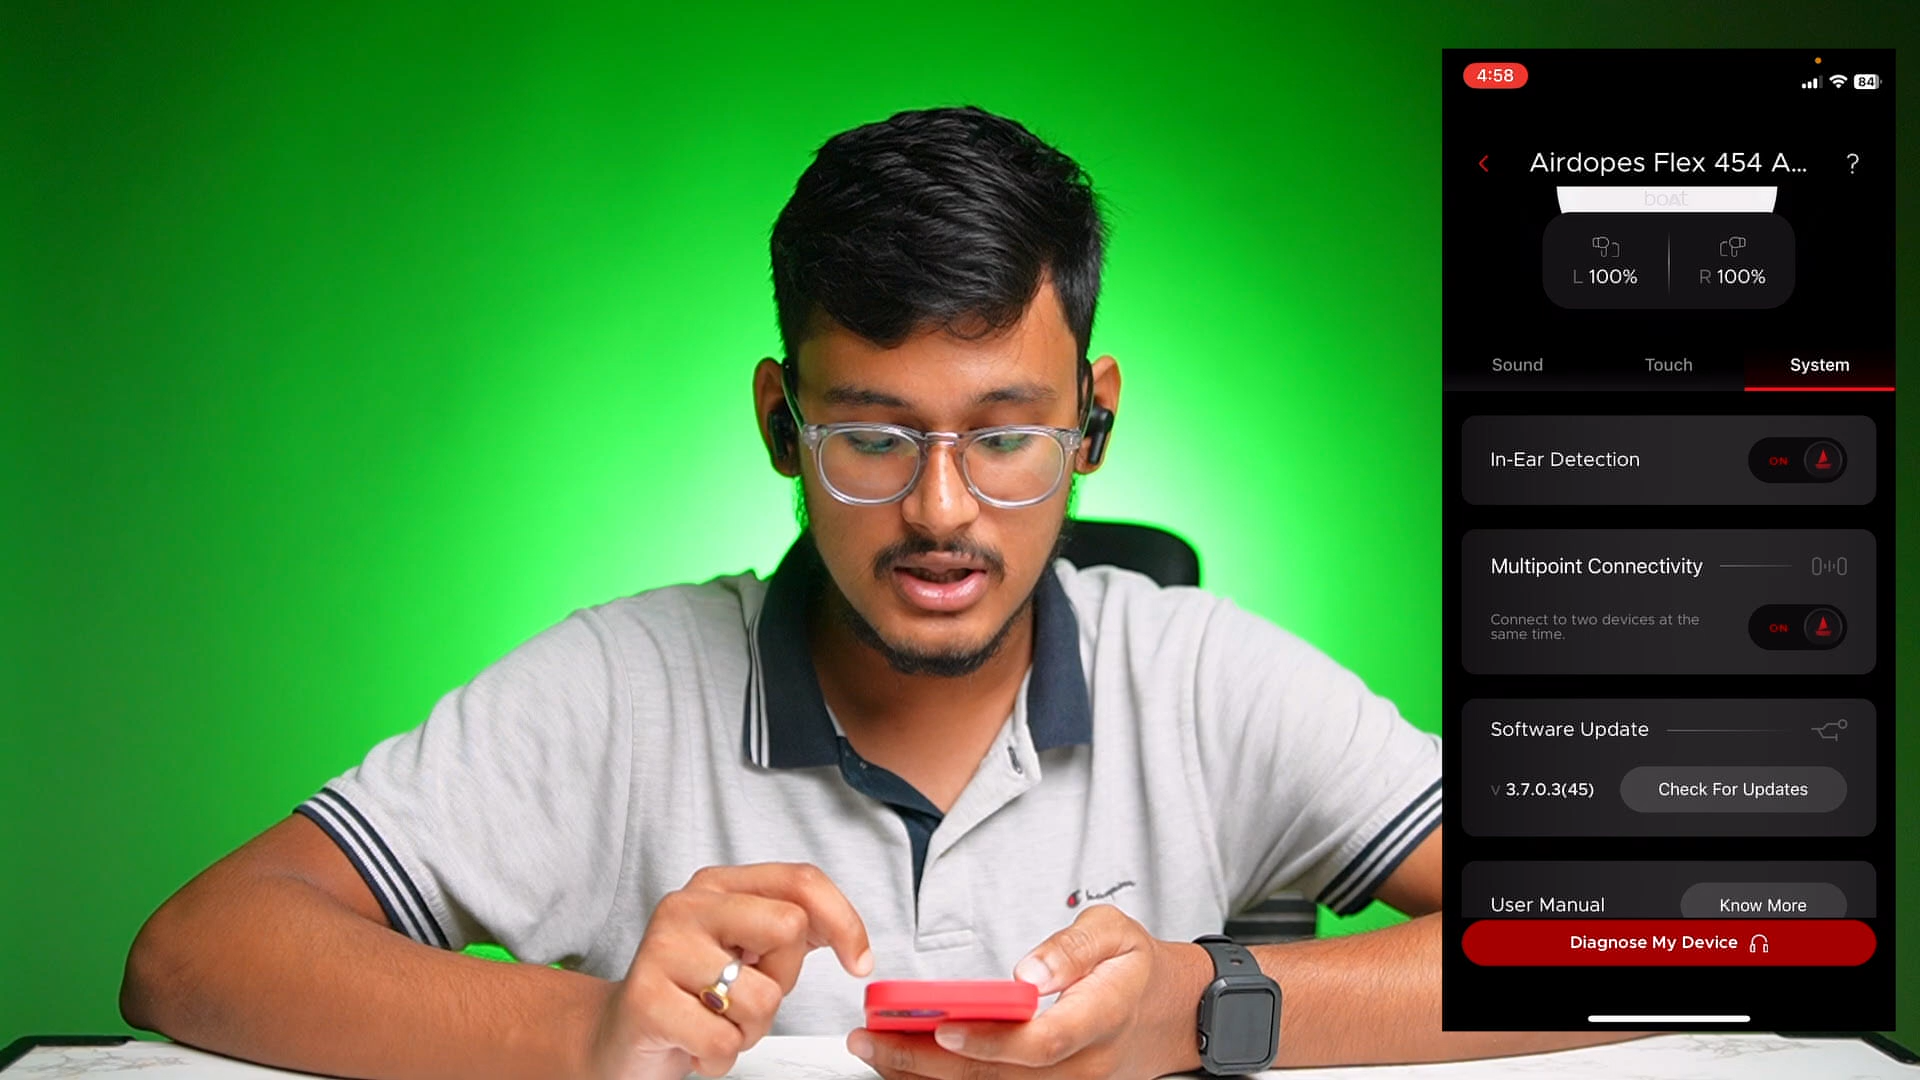 4:58
84
Airdopes Flex 454 A...
?
boAt
L 100%
R 100%
Sound
Touch
System
In-Ear Detection
ON
Multipoint Connectivity
Connect to two devices at the
same time.
ON
Software Update
v 3.7.0.3(45)
Check For Updates
User Manual
Know More
Diagnose My Device
Champion